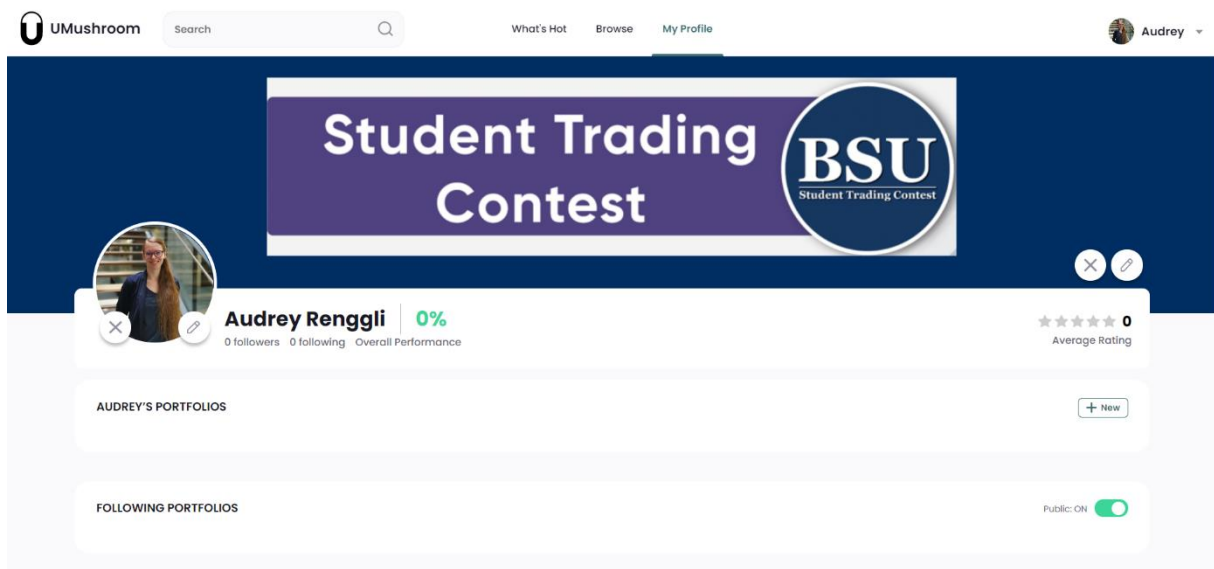 UMushroom
Search
What's Hot
Browse
My Profile
Audrey
Student Trading
Contest
BSU
Student Trading Contest
Audrey Renggli
0%
0 followers 0 following Overall Performance
0
Average Rating
AUDREY'S PORTFOLIOS
+ New
FOLLOWING PORTFOLIOS
Public: ON